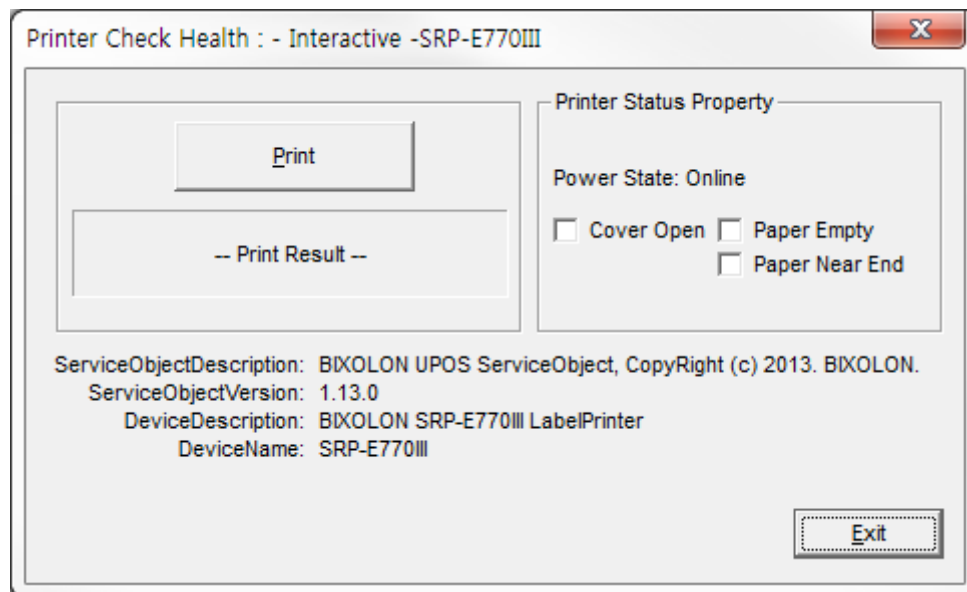 Printer Check Health : - Interactive -SRP-E770III
Print
-- Print Result --
Printer Status Property
Power State: Online
Cover Open
Paper Empty
Paper Near End
ServiceObjectDescription: BIXOLON UPOS ServiceObject, CopyRight (c) 2013. BIXOLON.
ServiceObjectVersion: 1.13.0
DeviceDescription: BIXOLON SRP-E770III LabelPrinter
DeviceName: SRP-E770III
Exit